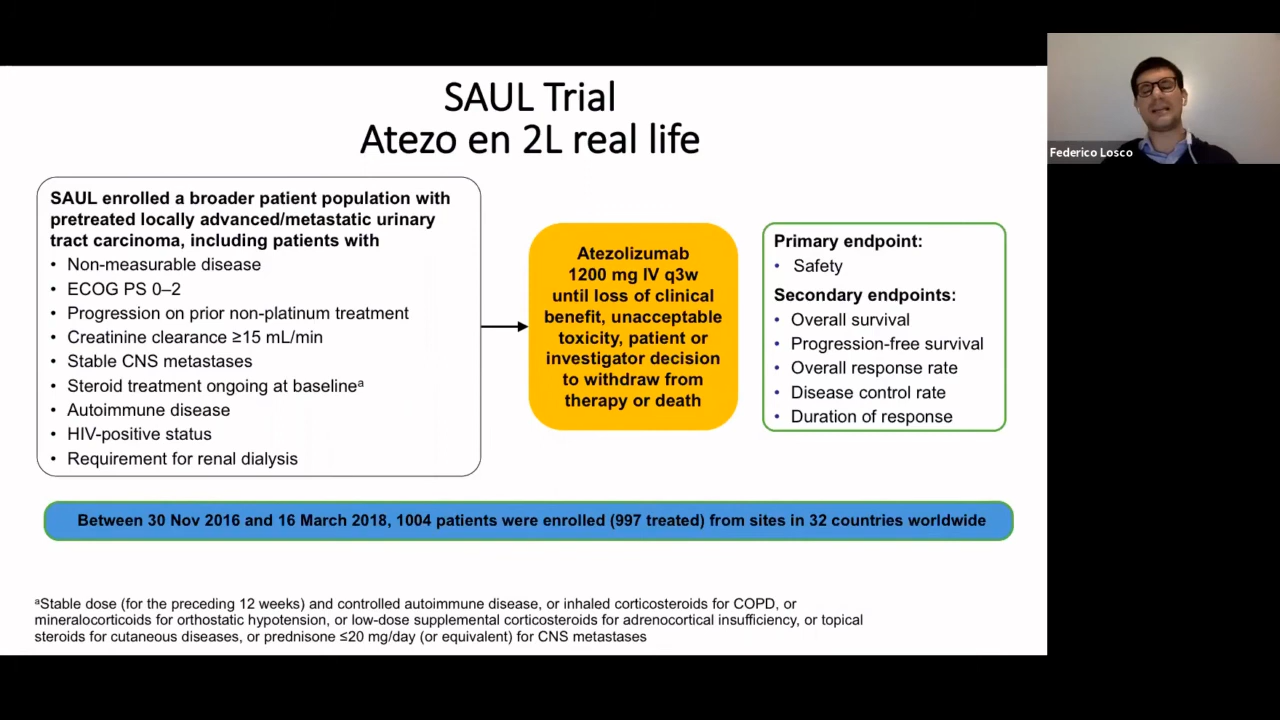 SAUL Trial
Atezo en 2L real life
SAUL enrolled a broader patient population with
pretreated locally advanced/metastatic urinary
tract carcinoma, including patients with
• Non-measurable disease
• ECOG PS 0–2
• Progression on prior non-platinum treatment
• Creatinine clearance ≥15 mL/min
• Stable CNS metastases
• Steroid treatment ongoing at baselineᵃ
• Autoimmune disease
• HIV-positive status
• Requirement for renal dialysis
Atezolizumab
1200 mg IV q3w
until loss of clinical
benefit, unacceptable
toxicity, patient or
investigator decision
to withdraw from
therapy or death
Primary endpoint:
• Safety
Secondary endpoints:
• Overall survival
• Progression-free survival
• Overall response rate
• Disease control rate
• Duration of response
Between 30 Nov 2016 and 16 March 2018, 1004 patients were enrolled (997 treated) from sites in 32 countries worldwide
ᵃStable dose (for the preceding 12 weeks) and controlled autoimmune disease, or inhaled corticosteroids for COPD, or
mineralocorticoids for orthostatic hypotension, or low-dose supplemental corticosteroids for adrenocortical insufficiency, or topical
steroids for cutaneous diseases, or prednisone ≤20 mg/day (or equivalent) for CNS metastases
Federico Losco